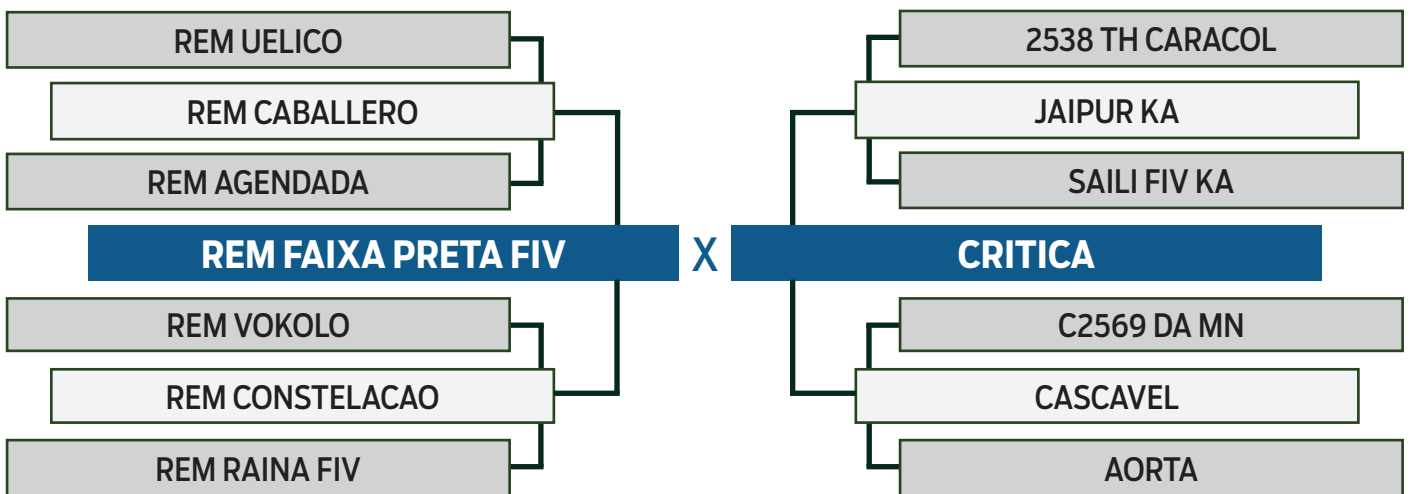 REM UELICO
REM CABALLERO
REM AGENDADA
REM FAIXA PRETA FIV
REM VOKOLO
REM CONSTELACAO
REM RAINA FIV
X
2538 TH CARACOL
JAIPUR KA
SAILI FIV KA
CRITICA
C2569 DA MN
CASCAVEL
AORTA